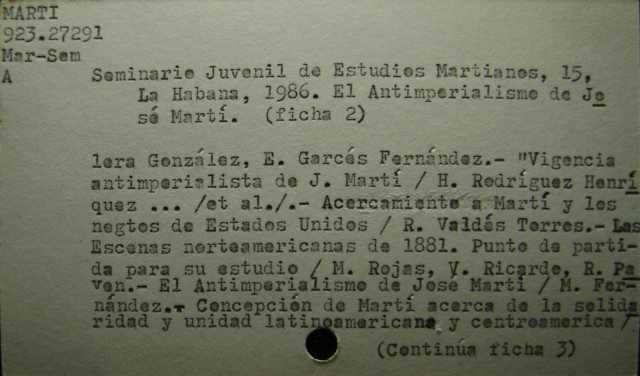 MARTI
923.27291
Mar-Sem
A Seminario Juvenil de Estudios Martianos, 15,
La Habana, 1986. El Antimperialismo de Jo
sé Martí. (ficha 2)
lera González, E. Garcés Fernández.- "Vigencia
antimperialista de J. Martí / H. Rodríguez Henrí
quez ... /et al./.- Acercamiento a Martí y los
negtos de Estados Unidos / R. Valdés Torres.- Las
Escenas norteamericanas de 1881. Punto de parti-
da para su estudio / M. Rojas, V. Ricardo, R. Pa
von.- El Antimperialismo de José Marti / M. Fer-
nández.- Concepción de Martí acerca de la solida
ridad y unidad latinoamericana y centroamerica /
(Continúa ficha 3)